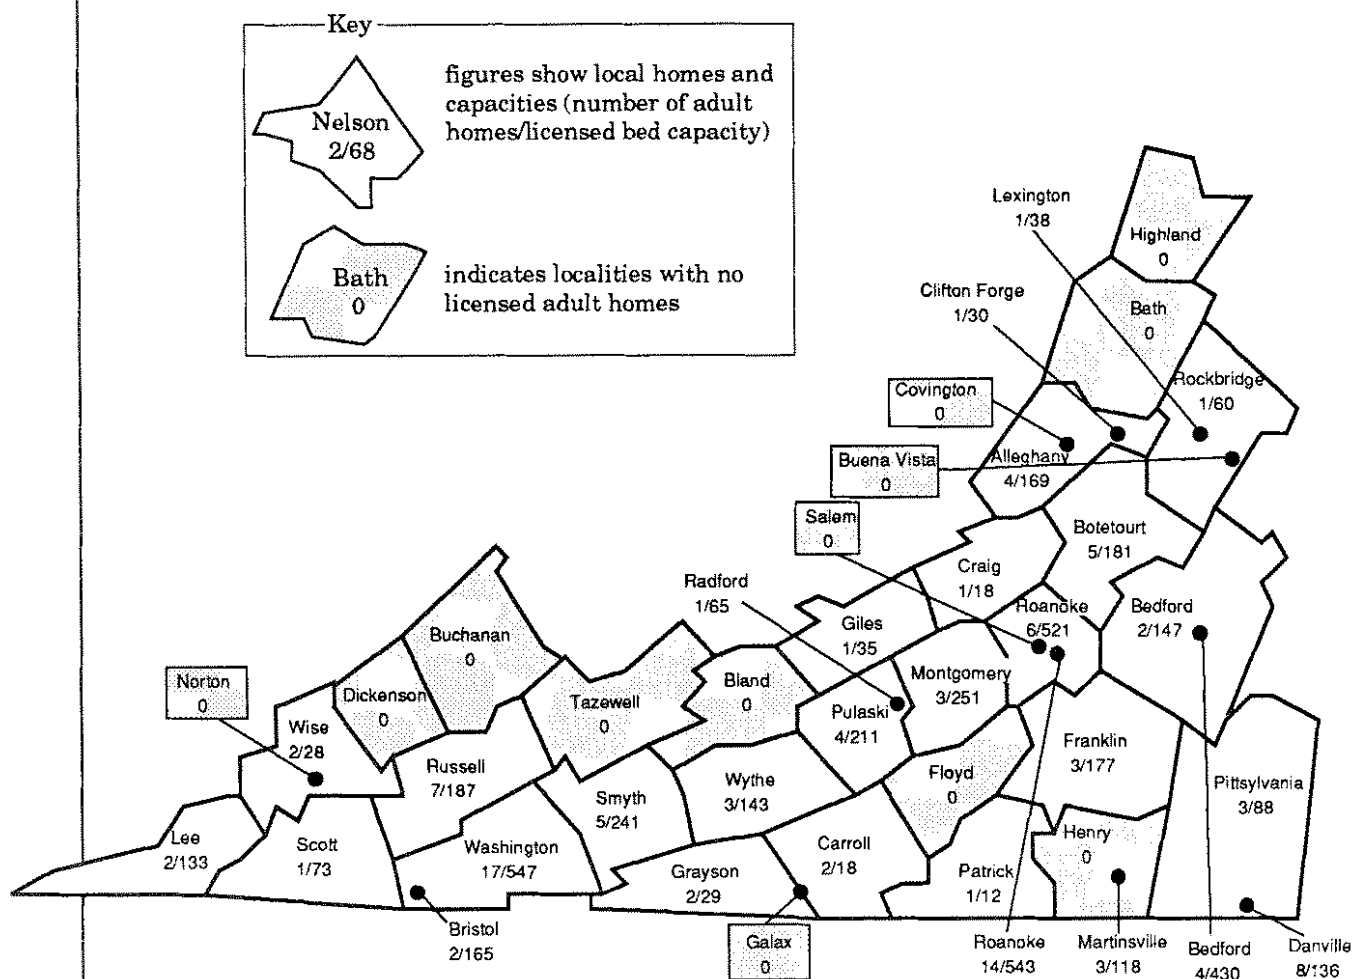 Key
figures show local homes and
capacities (number of adult
homes/licensed bed capacity)
Nelson
2/68
Bath
0
indicates localities with no
licensed adult homes
Lexington
1/38
Highland
0
Clifton Forge
1/30
Bath
0
Rockbridge
1/60
Covington
0
Alleghany
4/169
Buena Vista
0
Salem
0
Botetourt
5/181
Craig
1/18
Radford
1/65
Roanoke
6/521
Bedford
2/147
Giles
1/35
Buchanan
0
Montgomery
3/251
Norton
0
Dickenson
0
Tazewell
0
Bland
0
Pulaski
4/211
Wise
2/28
Franklin
3/177
Russell
7/187
Floyd
0
Wythe
3/143
Pittsylvania
3/88
Smyth
5/241
Lee
2/133
Scott
1/73
Washington
17/547
Carroll
2/18
Henry
0
Grayson
2/29
Patrick
1/12
Bristol
2/165
Galax
0
Roanoke
14/543
Martinsville
3/118
Bedford
4/430
Danville
8/136